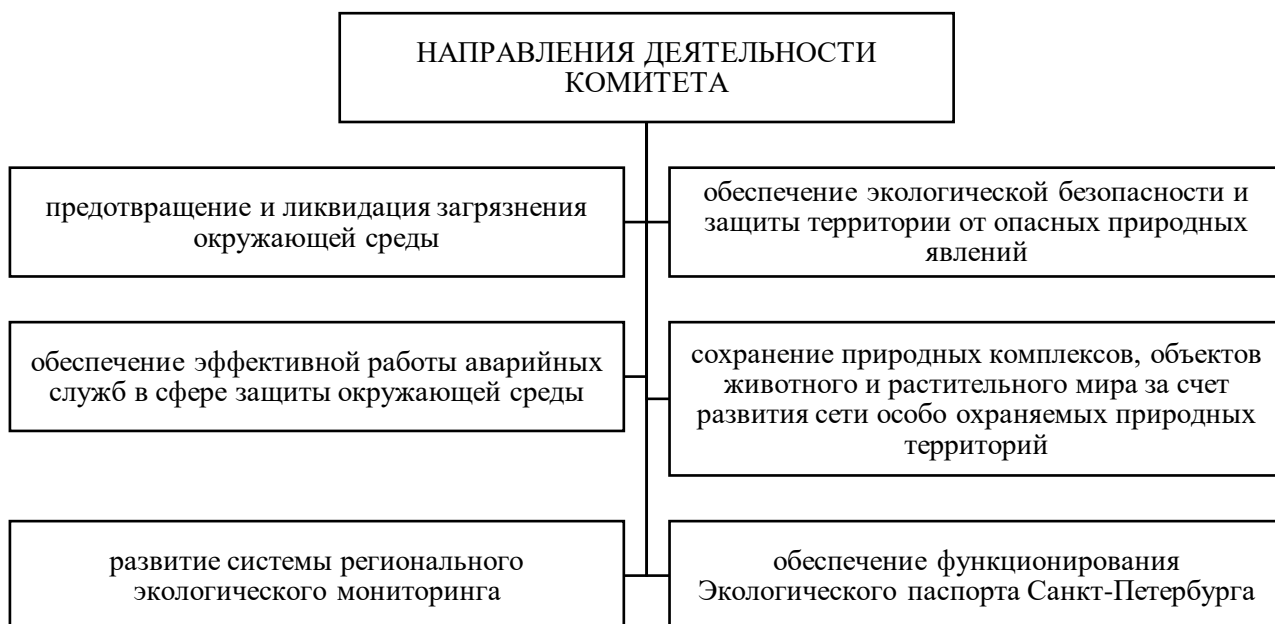 НАПРАВЛЕНИЯ ДЕЯТЕЛЬНОСТИ
КОМИТЕТА
предотвращение и ликвидация загрязнения
окружающей среды
обеспечение экологической безопасности и
защиты территории от опасных природных
явлений
обеспечение эффективной работы аварийных
служб в сфере защиты окружающей среды
сохранение природных комплексов, объектов
животного и растительного мира за счет
развития сети особо охраняемых природных
территорий
развитие системы регионального
экологического мониторинга
обеспечение функционирования
Экологического паспорта Санкт-Петербурга